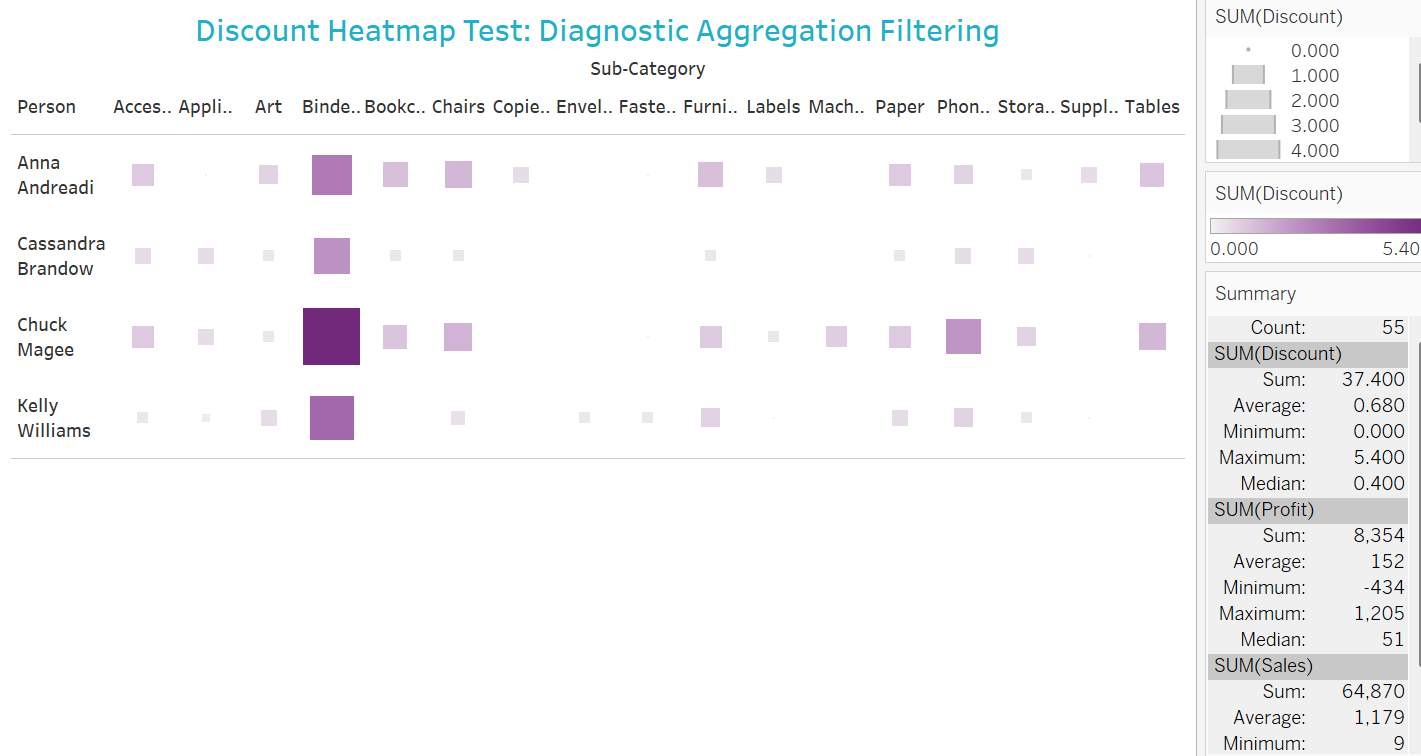 Discount Heatmap Test: Diagnostic Aggregation Filtering
Sub-Category
Person Acces.. Appli.. Art Binde.. Bookc.. Chairs Copie.. Envel.. Faste.. Furni.. Labels Mach.. Paper Phon.. Stora.. Suppl.. Tables
Anna
Andreadi
Cassandra
Brandow
Chuck
Magee
Kelly
Williams
SUM(Discount)
0.000
1.000
2.000
3.000
4.000
SUM(Discount)
0.000 5.40
Summary
Count: 55
SUM(Discount)
Sum: 37.400
Average: 0.680
Minimum: 0.000
Maximum: 5.400
Median: 0.400
SUM(Profit)
Sum: 8,354
Average: 152
Minimum: -434
Maximum: 1,205
Median: 51
SUM(Sales)
Sum: 64,870
Average: 1,179
Minimum: 9